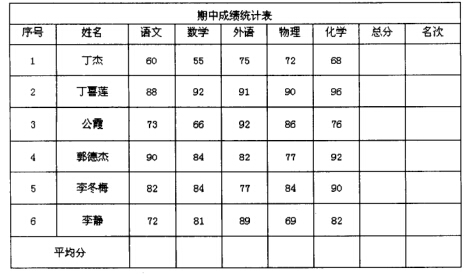 期中成绩统计表
序号 姓名 语文 数学 外语 物理 化学 总分 名次
1 丁杰 60 55 75 72 68
2 丁喜莲 88 92 91 90 96
3 公霞 73 66 92 86 76
4 郭德杰 90 84 82 77 92
5 李冬梅 82 84 77 84 90
6 李静 72 81 89 69 82
平均分